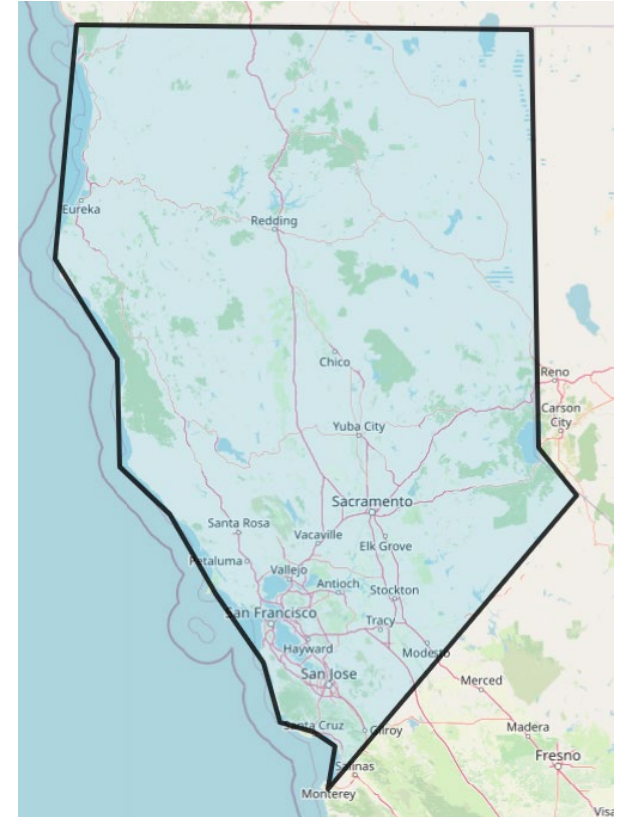 Eureka
Redding
Chico
Reno
Carson
City
Yuba City
Sacramento
Santa Rosa
Vacaville
Elk Grove
Petaluma
Vallejo
Antioch
Stockton
San Francisco
Tracy
Hayward
Modesto
San Jose
Merced
Santa Cruz
Gilroy
Madera
Fresno
Salinas
Monterey
Visa